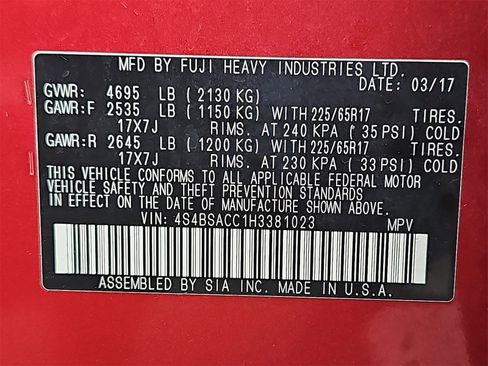 MFD BY FUJI HEAVY INDUSTRIES LTD.
DATE: 03/17
GVWR: 4695 LB (2130 KG)
GAWR:F 2535 LB (1150 KG) WITH 225/65R17 TIRES.
17X7J RIMS. AT 240 KPA (35 PSI) COLD
GAWR:R 2645 LB (1200 KG) WITH 225/65R17 TIRES.
17X7J RIMS. AT 230 KPA (33 PSI) COLD
THIS VEHICLE CONFORMS TO ALL APPLICABLE FEDERAL MOTOR
VEHICLE SAFETY AND THEFT PREVENTION STANDARDS
IN EFFECT ON THE DATE OF MANUFACTURE SHOWN ABOVE.
VIN: 4S4BSACC1H3381023 MPV
ASSEMBLED BY SIA INC. MADE IN U.S.A.